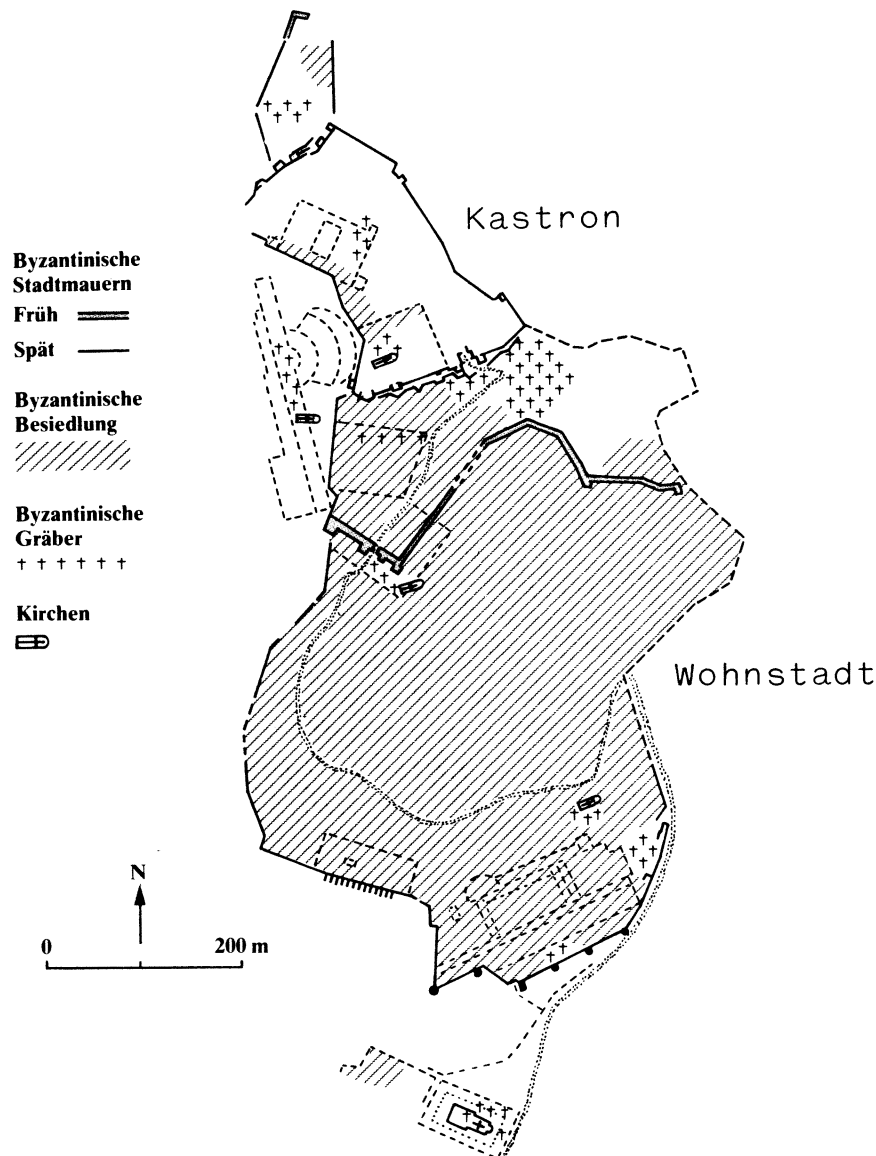 Kastron
Byzantinische
Stadtmauern
Früh
Spät
Byzantinische
Besiedlung
Byzantinische
Gräber
Kirchen
Wohnstadt
N
0 200 m